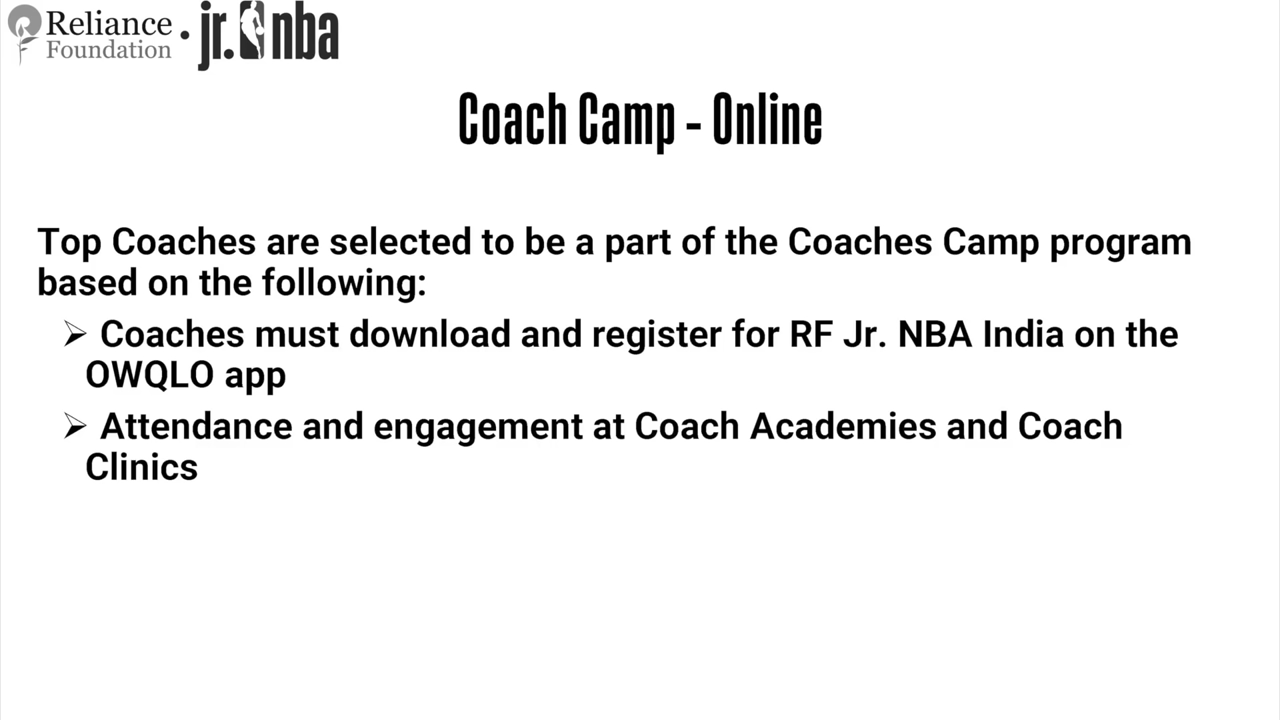 Reliance
Foundation
jr. nba
Coach Camp - Online
Top Coaches are selected to be a part of the Coaches Camp program
based on the following:
➢ Coaches must download and register for RF Jr. NBA India on the
OWQLO app
➢ Attendance and engagement at Coach Academies and Coach
Clinics